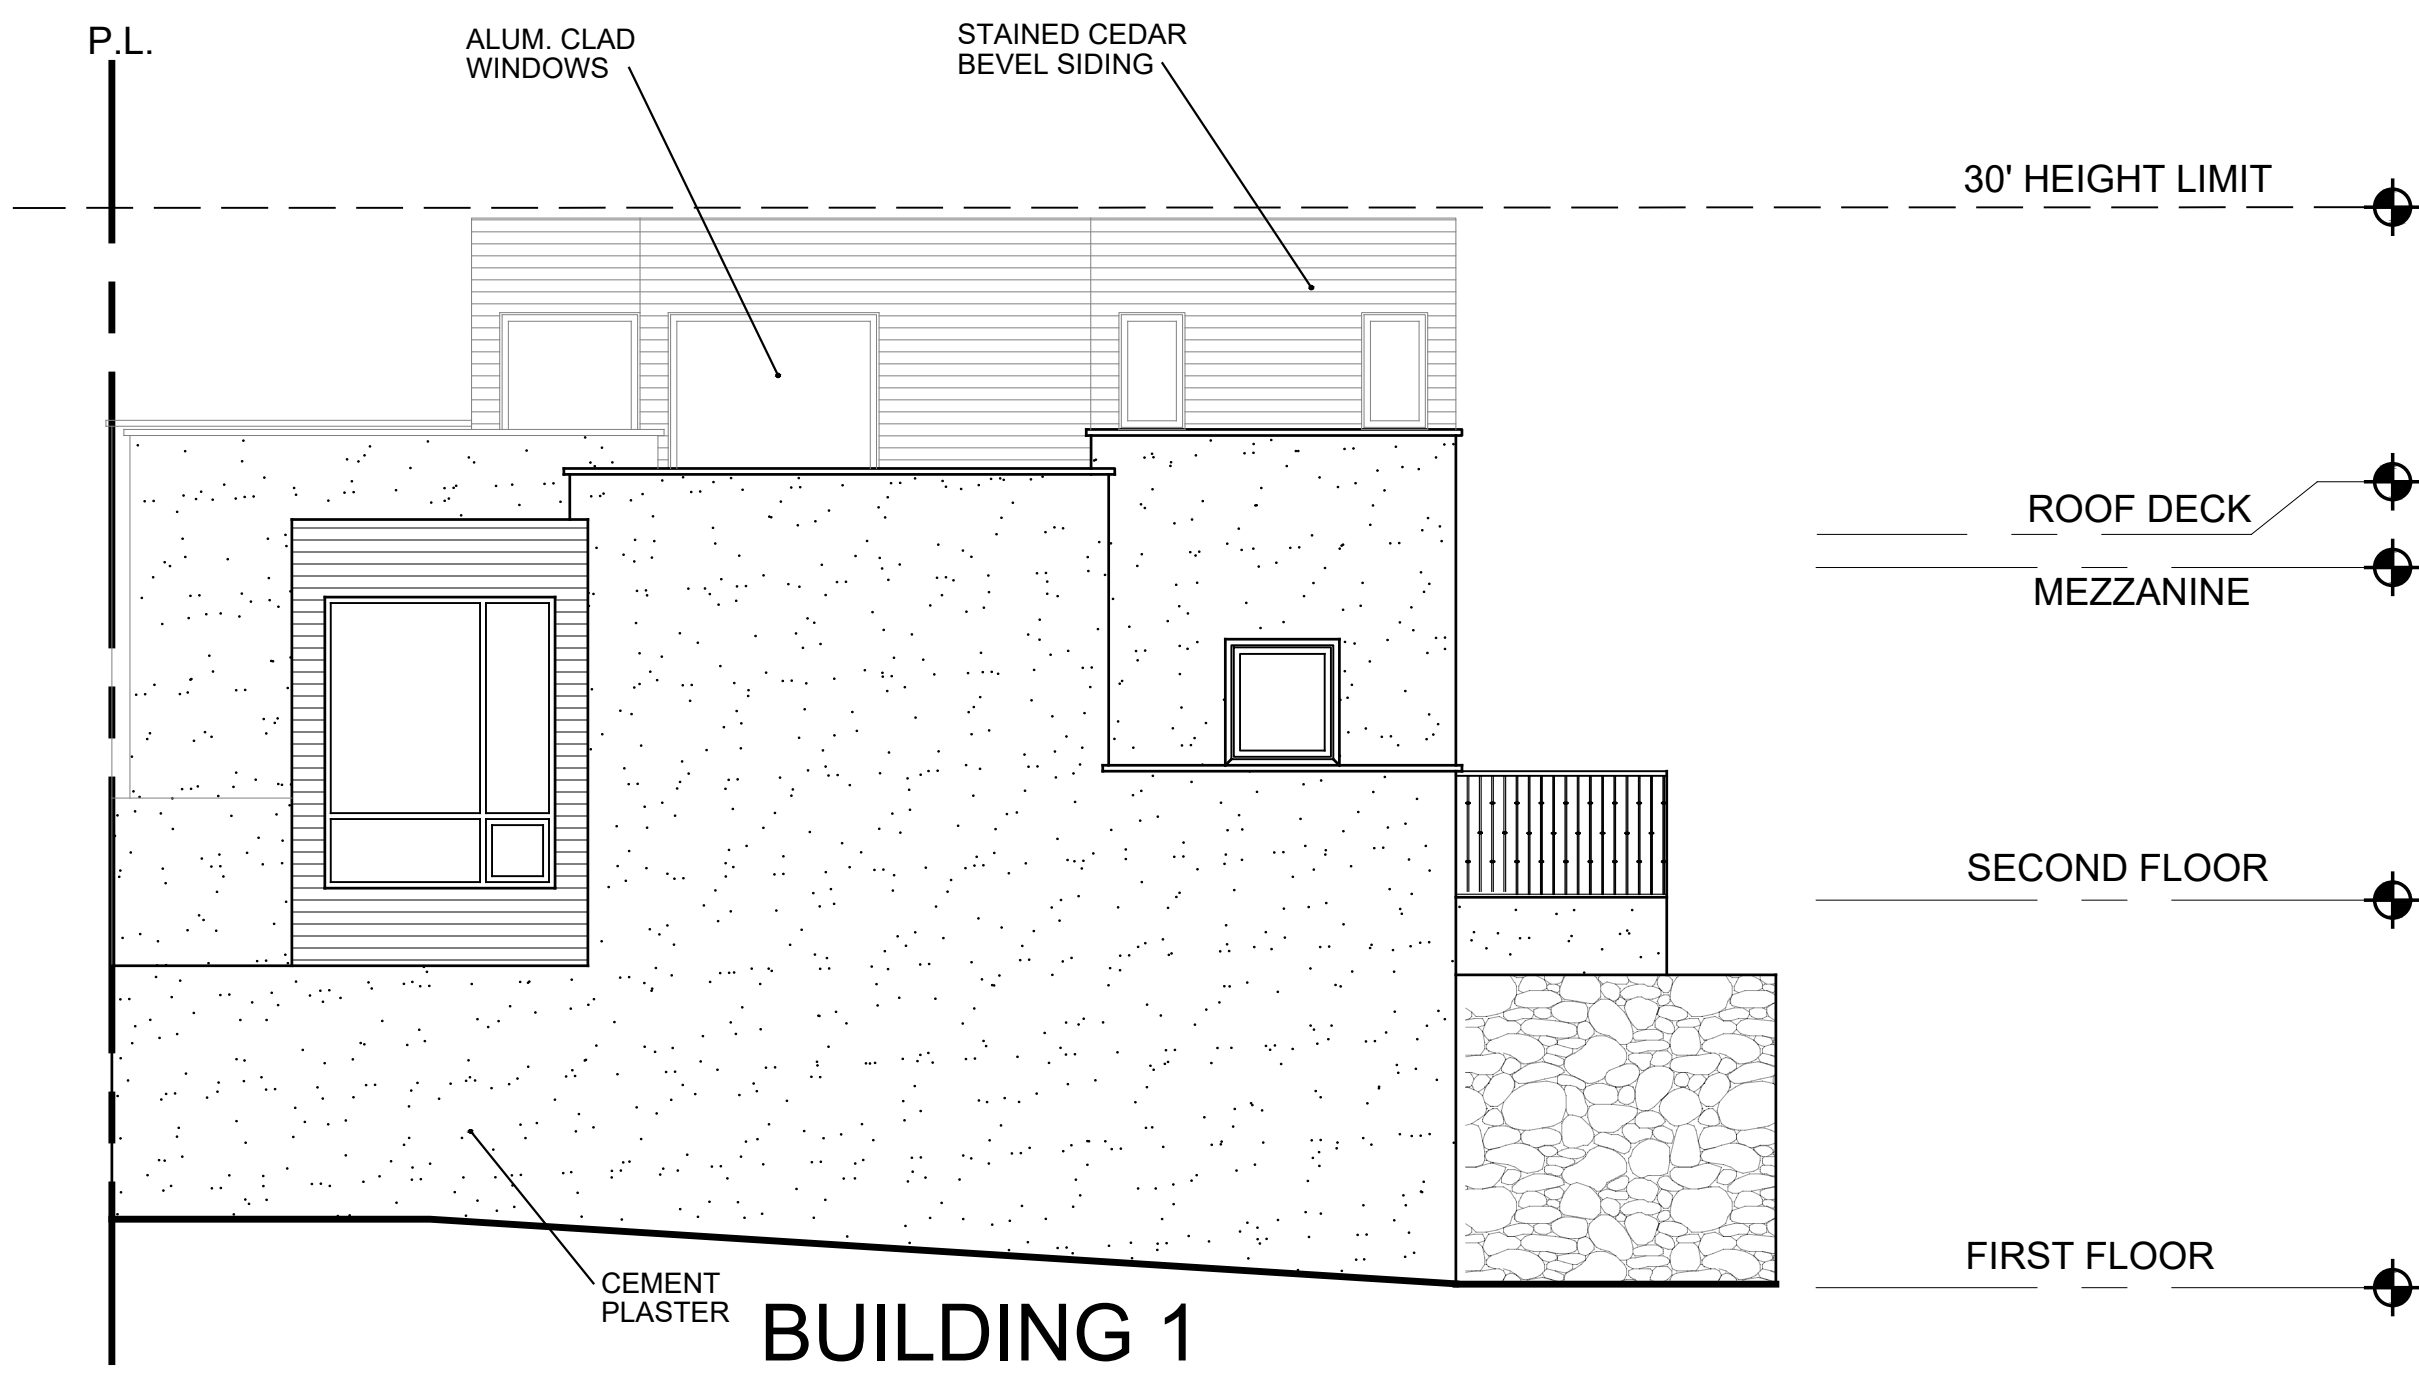 P.L.
ALUM. CLAD
WINDOWS
STAINED CEDAR
BEVEL SIDING
30' HEIGHT LIMIT
ROOF DECK
MEZZANINE
SECOND FLOOR
FIRST FLOOR
CEMENT
PLASTER
BUILDING 1